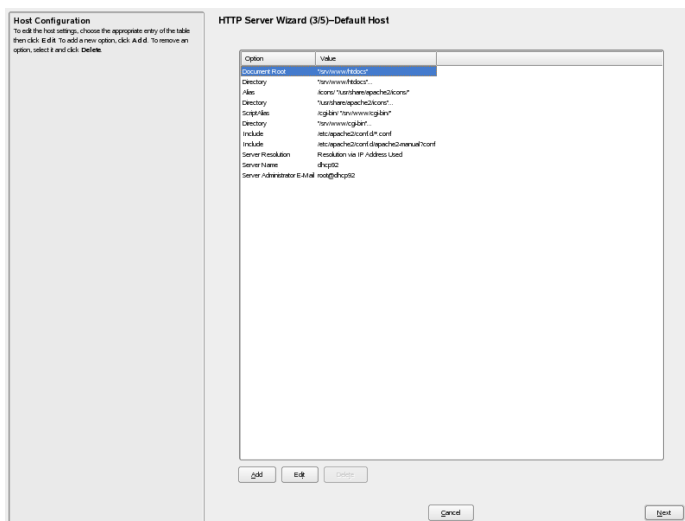 Host Configuration
To edit the host settings, choose the appropriate entry of the table
then click Edit. To add a new option, click Add. To remove an
option, select it and click Delete.
HTTP Server Wizard (3/5)--Default Host
Option Value
Document Root "/srv/www/htdocs"
Directory "/srv/www/htdocs"...
Alias /icons/ "/usr/share/apache2/icons/"
Directory "/usr/share/apache2/icons"...
ScriptAlias /cgi-bin/ "/srv/www/cgi-bin/"
Directory "/srv/www/cgi-bin"...
Include /etc/apache2/conf.d/*.conf
Include /etc/apache2/conf.d/apache2-manual?conf
Server Resolution Resolution via IP Address Used
Server Name dhcp92
Server Administrator E-Mail root@dhcp92
Add Edit Delete
Cancel Next